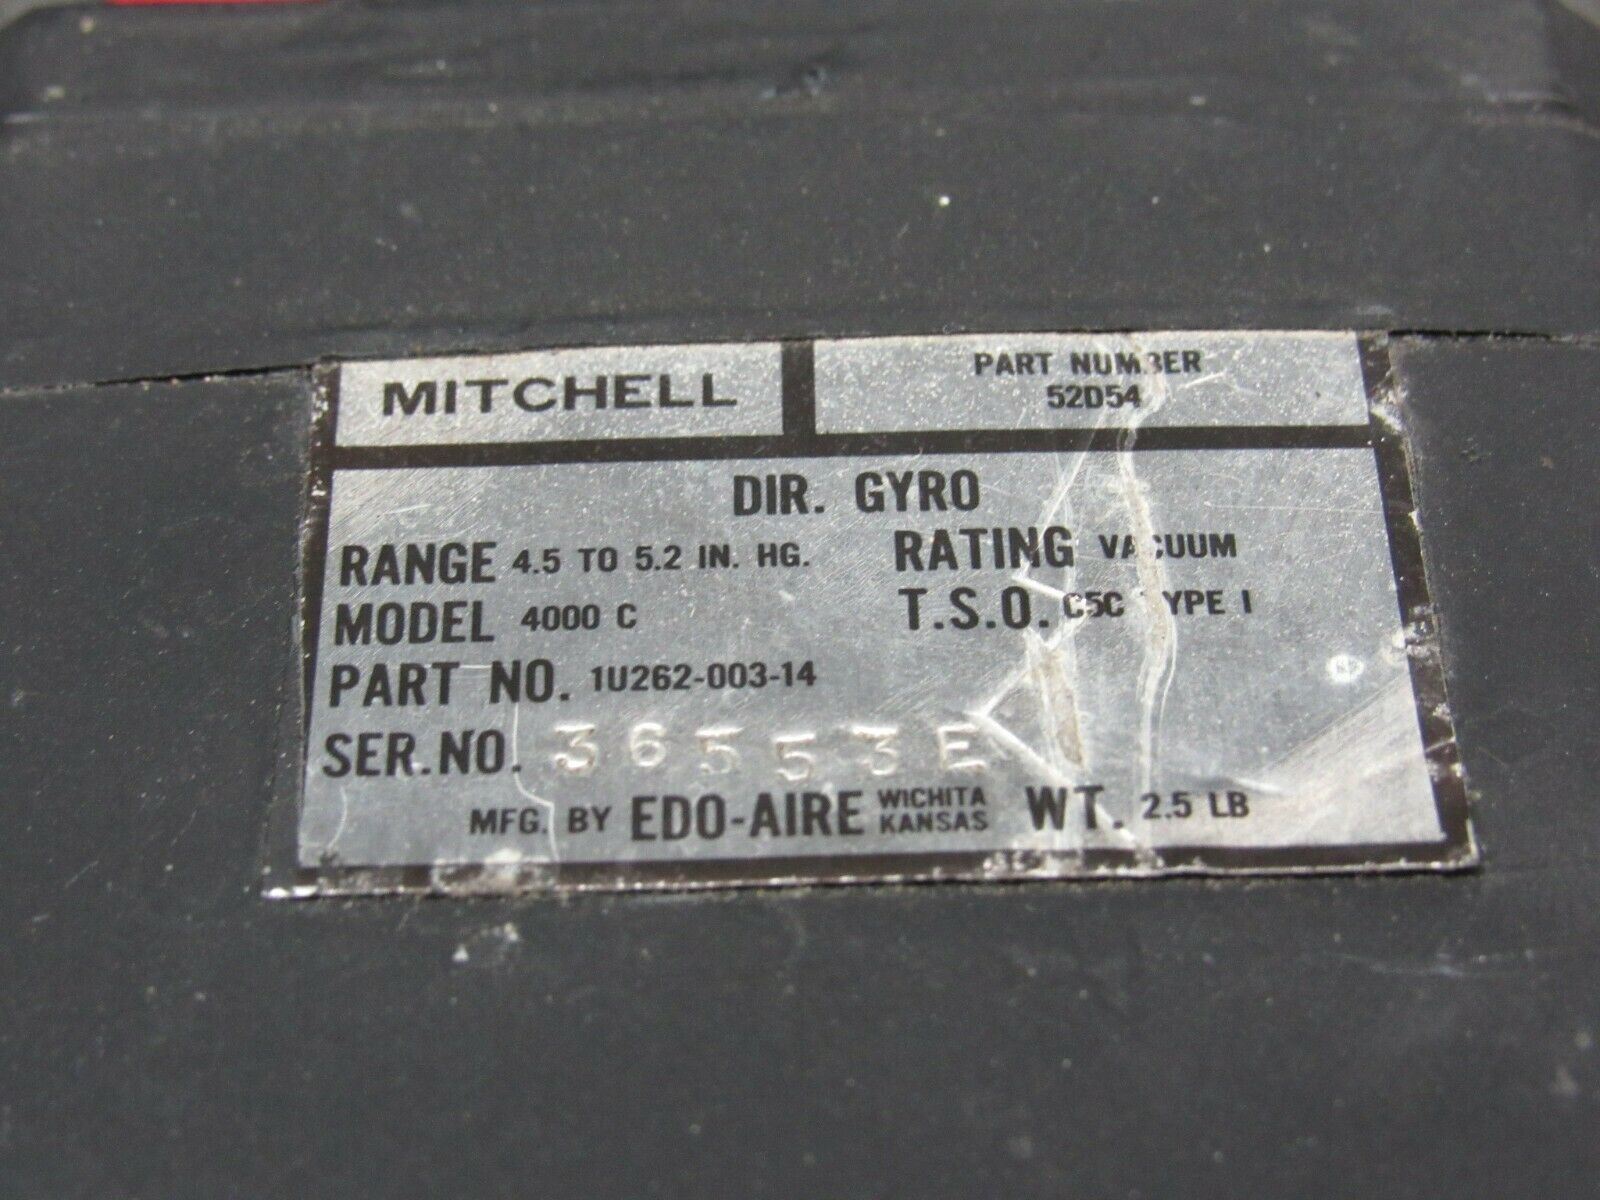 MITCHELL
PART NUMBER
52D54
DIR. GYRO
RANGE 4.5 TO 5.2 IN. HG. RATING VACUUM
MODEL 4000 C T.S.O. C5C TYPE I
PART NO. 1U262-003-14
SER.NO. 36553E
MFG. BY EDO-AIRE WICHITA KANSAS WT. 2.5 LB